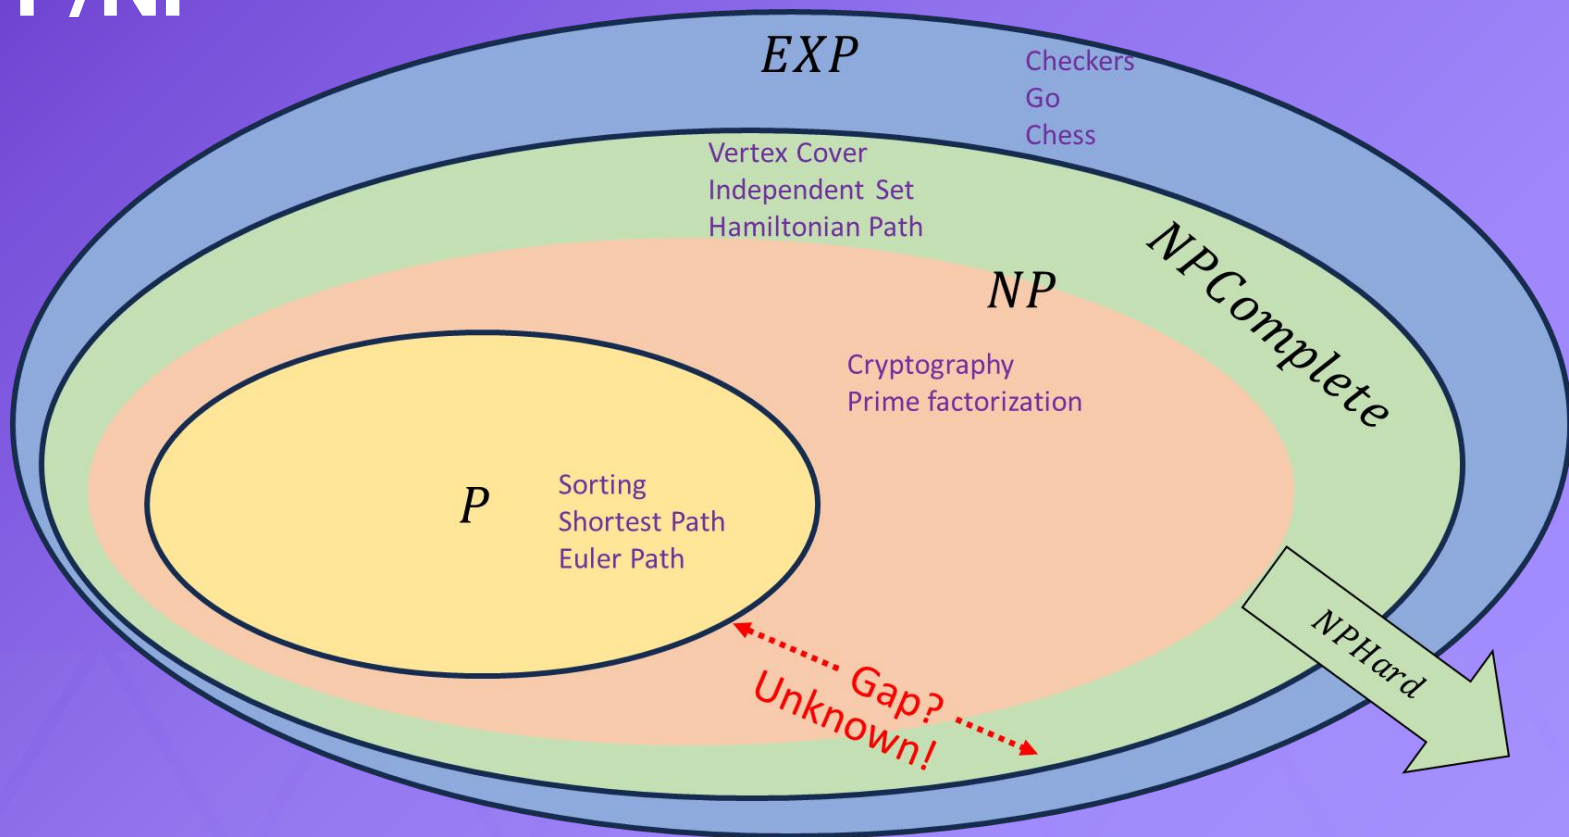 P/NP
EXP
Checkers
Go
Chess
Vertex Cover
Independent Set
Hamiltonian Path
NPComplete
NP
Cryptography
Prime factorization
P
Sorting
Shortest Path
Euler Path
Gap?
Unknown!
NPHard